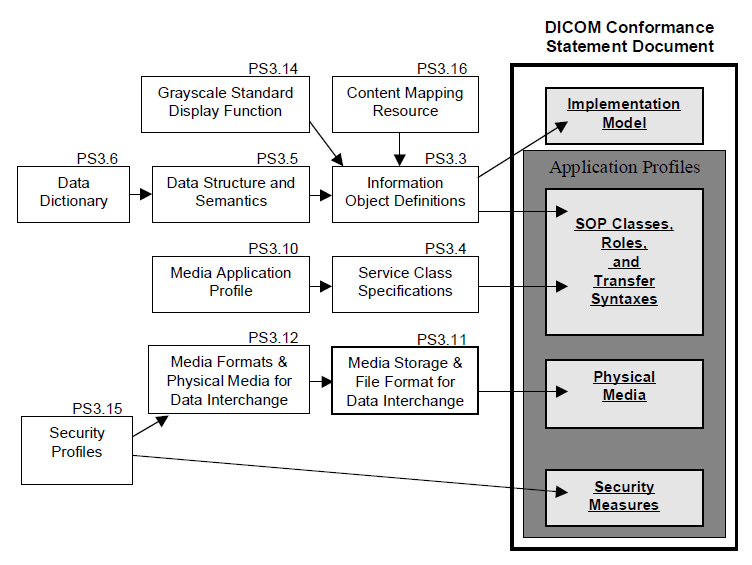 DICOM Conformance
Statement Document
PS3.14
Grayscale Standard
Display Function
PS3.16
Content Mapping
Resource
Implementation
Model
PS3.6
Data
Dictionary
PS3.5
Data Structure and
Semantics
PS3.3
Information
Object Definitions
Application Profiles
SOP Classes,
Roles,
and
Transfer
Syntaxes
PS3.10
Media Application
Profile
PS3.4
Service Class
Specifications
PS3.12
Media Formats &
Physical Media for
Data Interchange
PS3.11
Media Storage &
File Format for
Data Interchange
Physical
Media
PS3.15
Security
Profiles
Security
Measures